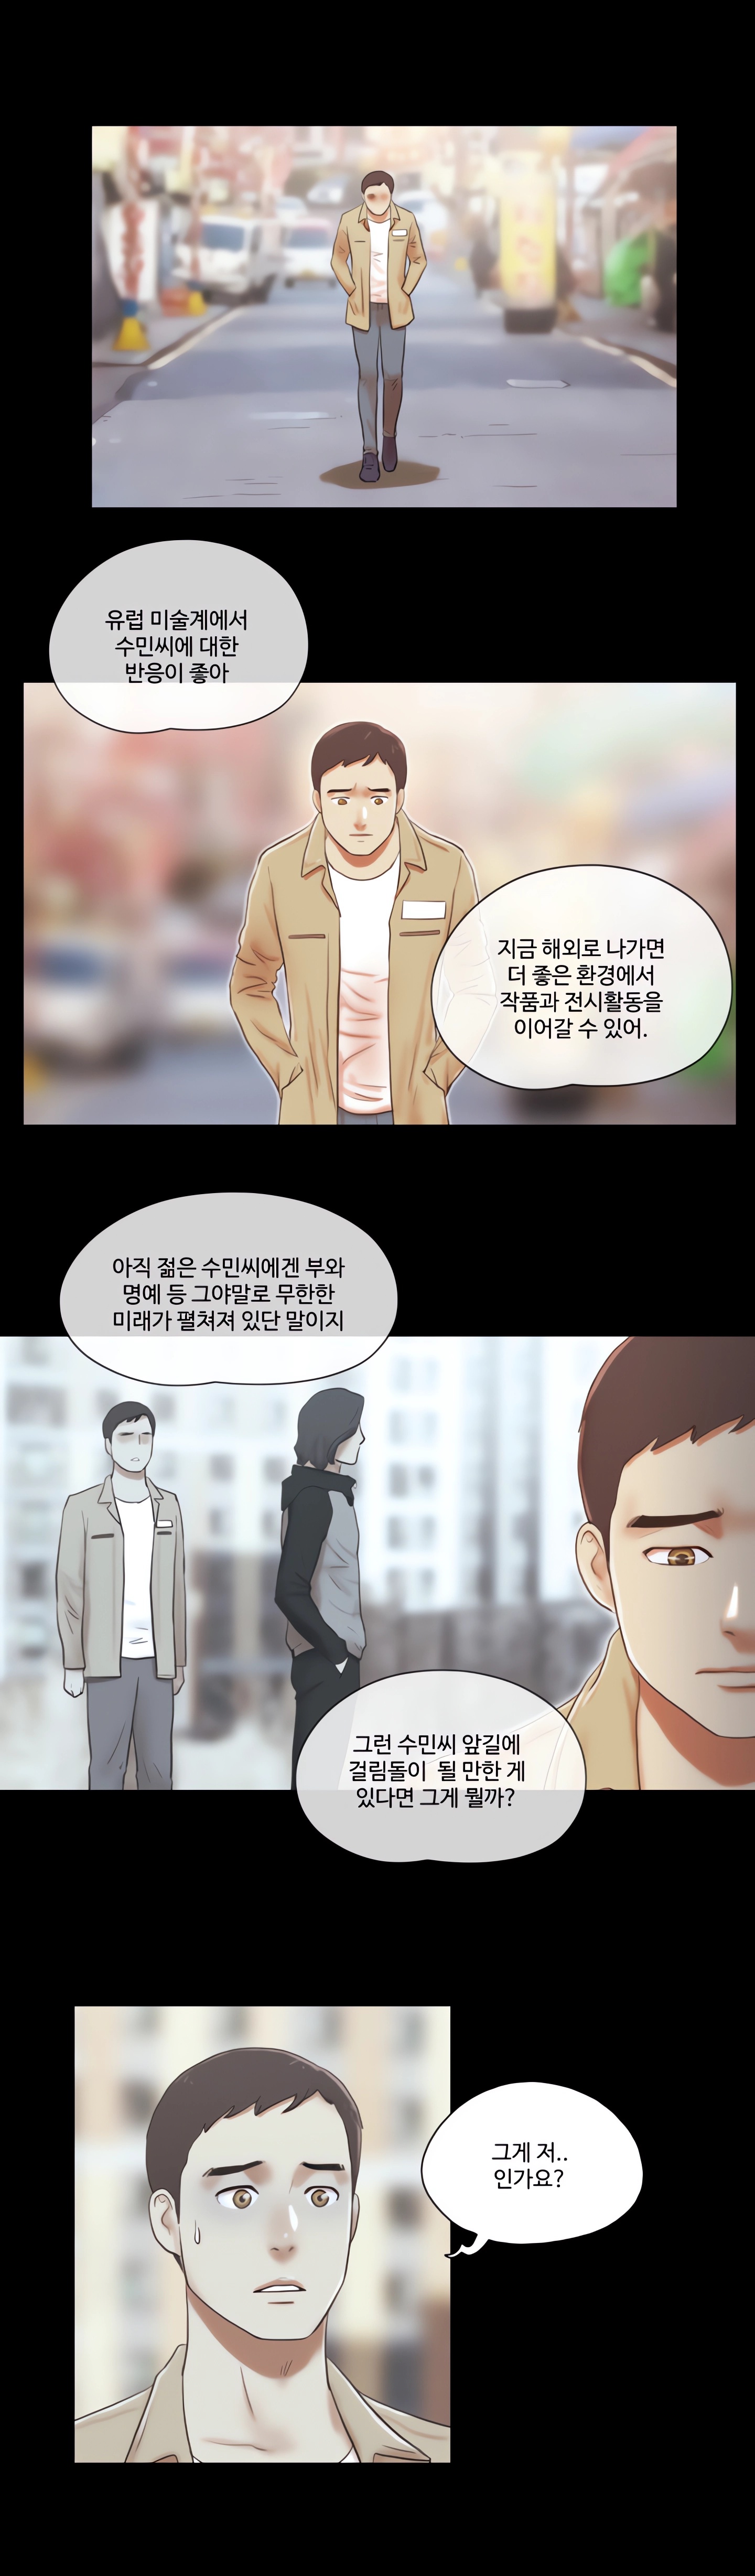 유럽 미술계에서
수민씨에 대한
반응이 좋아
지금 해외로 나가면
더 좋은 환경에서
작품과 전시활동을
이어갈 수 있어.
아직 젊은 수민씨에겐 부와
명예 등 그야말로 무한한
미래가 펼쳐져 있단 말이지
그런 수민씨 앞길에
걸림돌이 될 만한 게
있다면 그게 뭘까?
그게 저..
인가요?